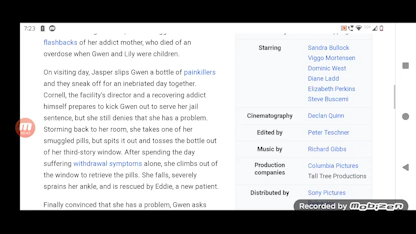 7:23
flashbacks of her addict mother, who died of an
overdose when Gwen and Lily were children.
On visiting day, Jasper slips Gwen a bottle of painkillers
and they sneak off for an inebriated day together.
Cornell, the facility's director and a recovering addict
himself prepares to kick Gwen out to serve her jail
sentence, but she still denies that she has a problem.
Storming back to her room, she takes one of her
smuggled pills, but spits it out and tosses the bottle out
of her third-story window. After spending the day
suffering withdrawal symptoms alone, she climbs out of
the window to retrieve the pills. She falls, severely
sprains her ankle, and is rescued by Eddie, a new patient.
Finally convinced that she has a problem, Gwen asks
Starring
Sandra Bullock
Viggo Mortensen
Dominic West
Diane Ladd
Elizabeth Perkins
Steve Buscemi
Cinematography
Declan Quinn
Edited by
Peter Teschner
Music by
Richard Gibbs
Production
companies
Columbia Pictures
Tall Tree Productions
Distributed by
Sony Pictures
Recorded by Mobizen